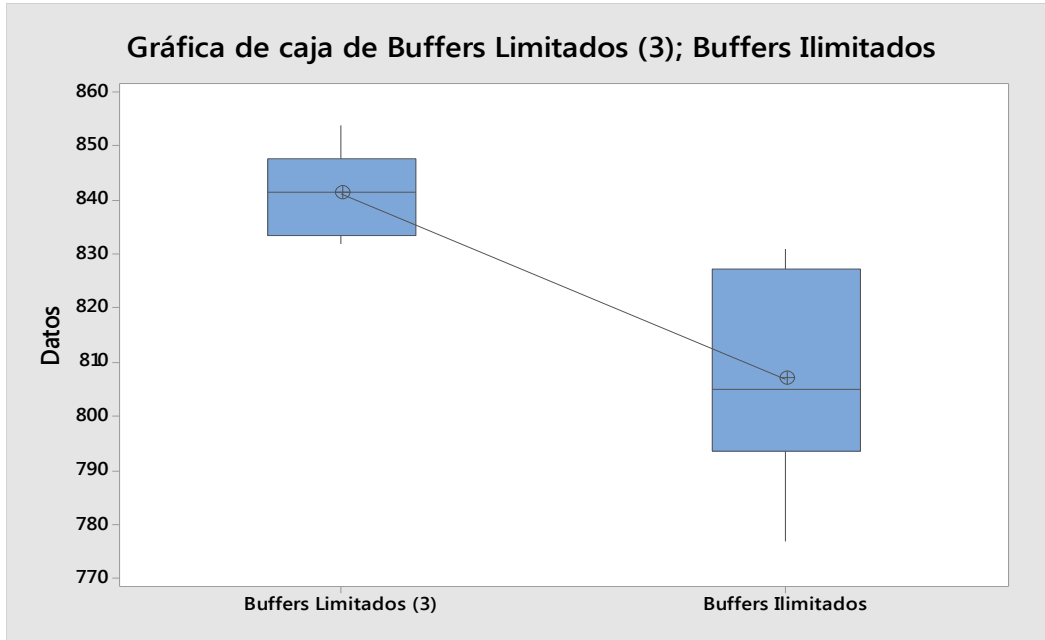 Gráfica de caja de Buffers Limitados (3); Buffers Ilimitados
860
850
840
830
820
810
800
790
780
770
Datos
Buffers Limitados (3)
Buffers Ilimitados